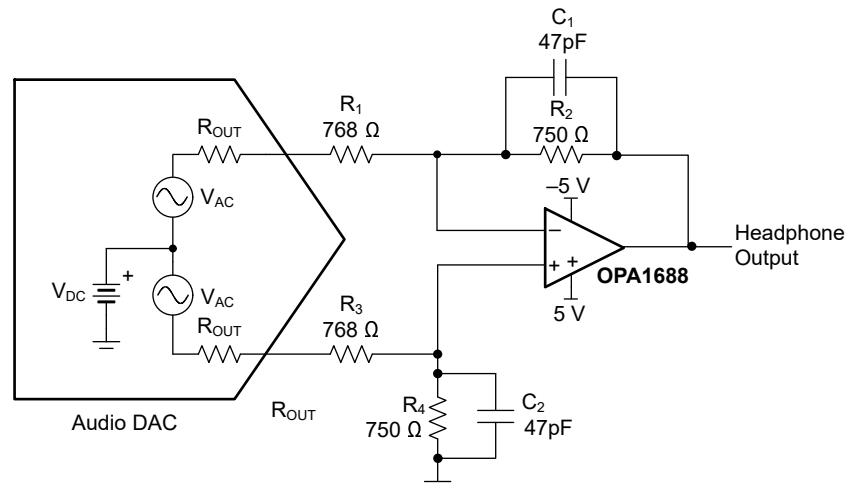 C1
47pF
R1
768 Ω
R2
750 Ω
ROUT
VAC
–5 V
–
+ +
OPA1688
Headphone
Output
5 V
VDC
+
VAC
ROUT
R3
768 Ω
ROUT
R4
750 Ω
C2
47pF
Audio DAC